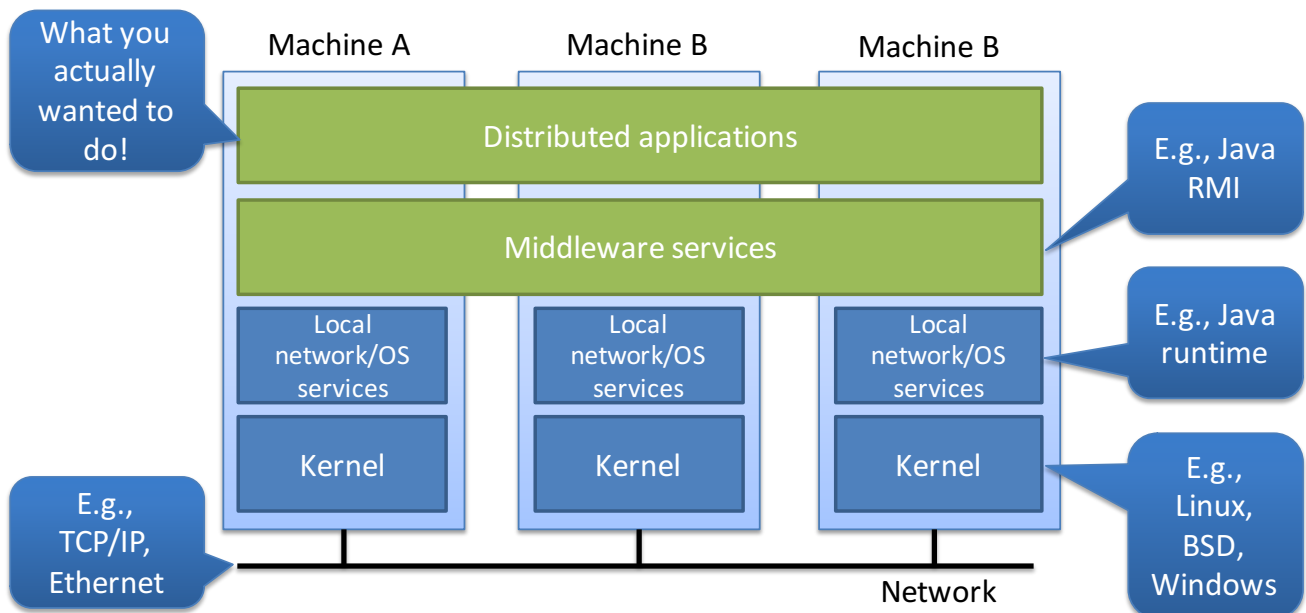 What you
actually
wanted to
do!
Machine A
Machine B
Machine B
Distributed applications
E.g., Java
RMI
Middleware services
Local
network/OS
services
Local
network/OS
services
Local
network/OS
services
E.g., Java
runtime
Kernel
Kernel
Kernel
E.g.,
Linux,
BSD,
Windows
E.g.,
TCP/IP,
Ethernet
Network